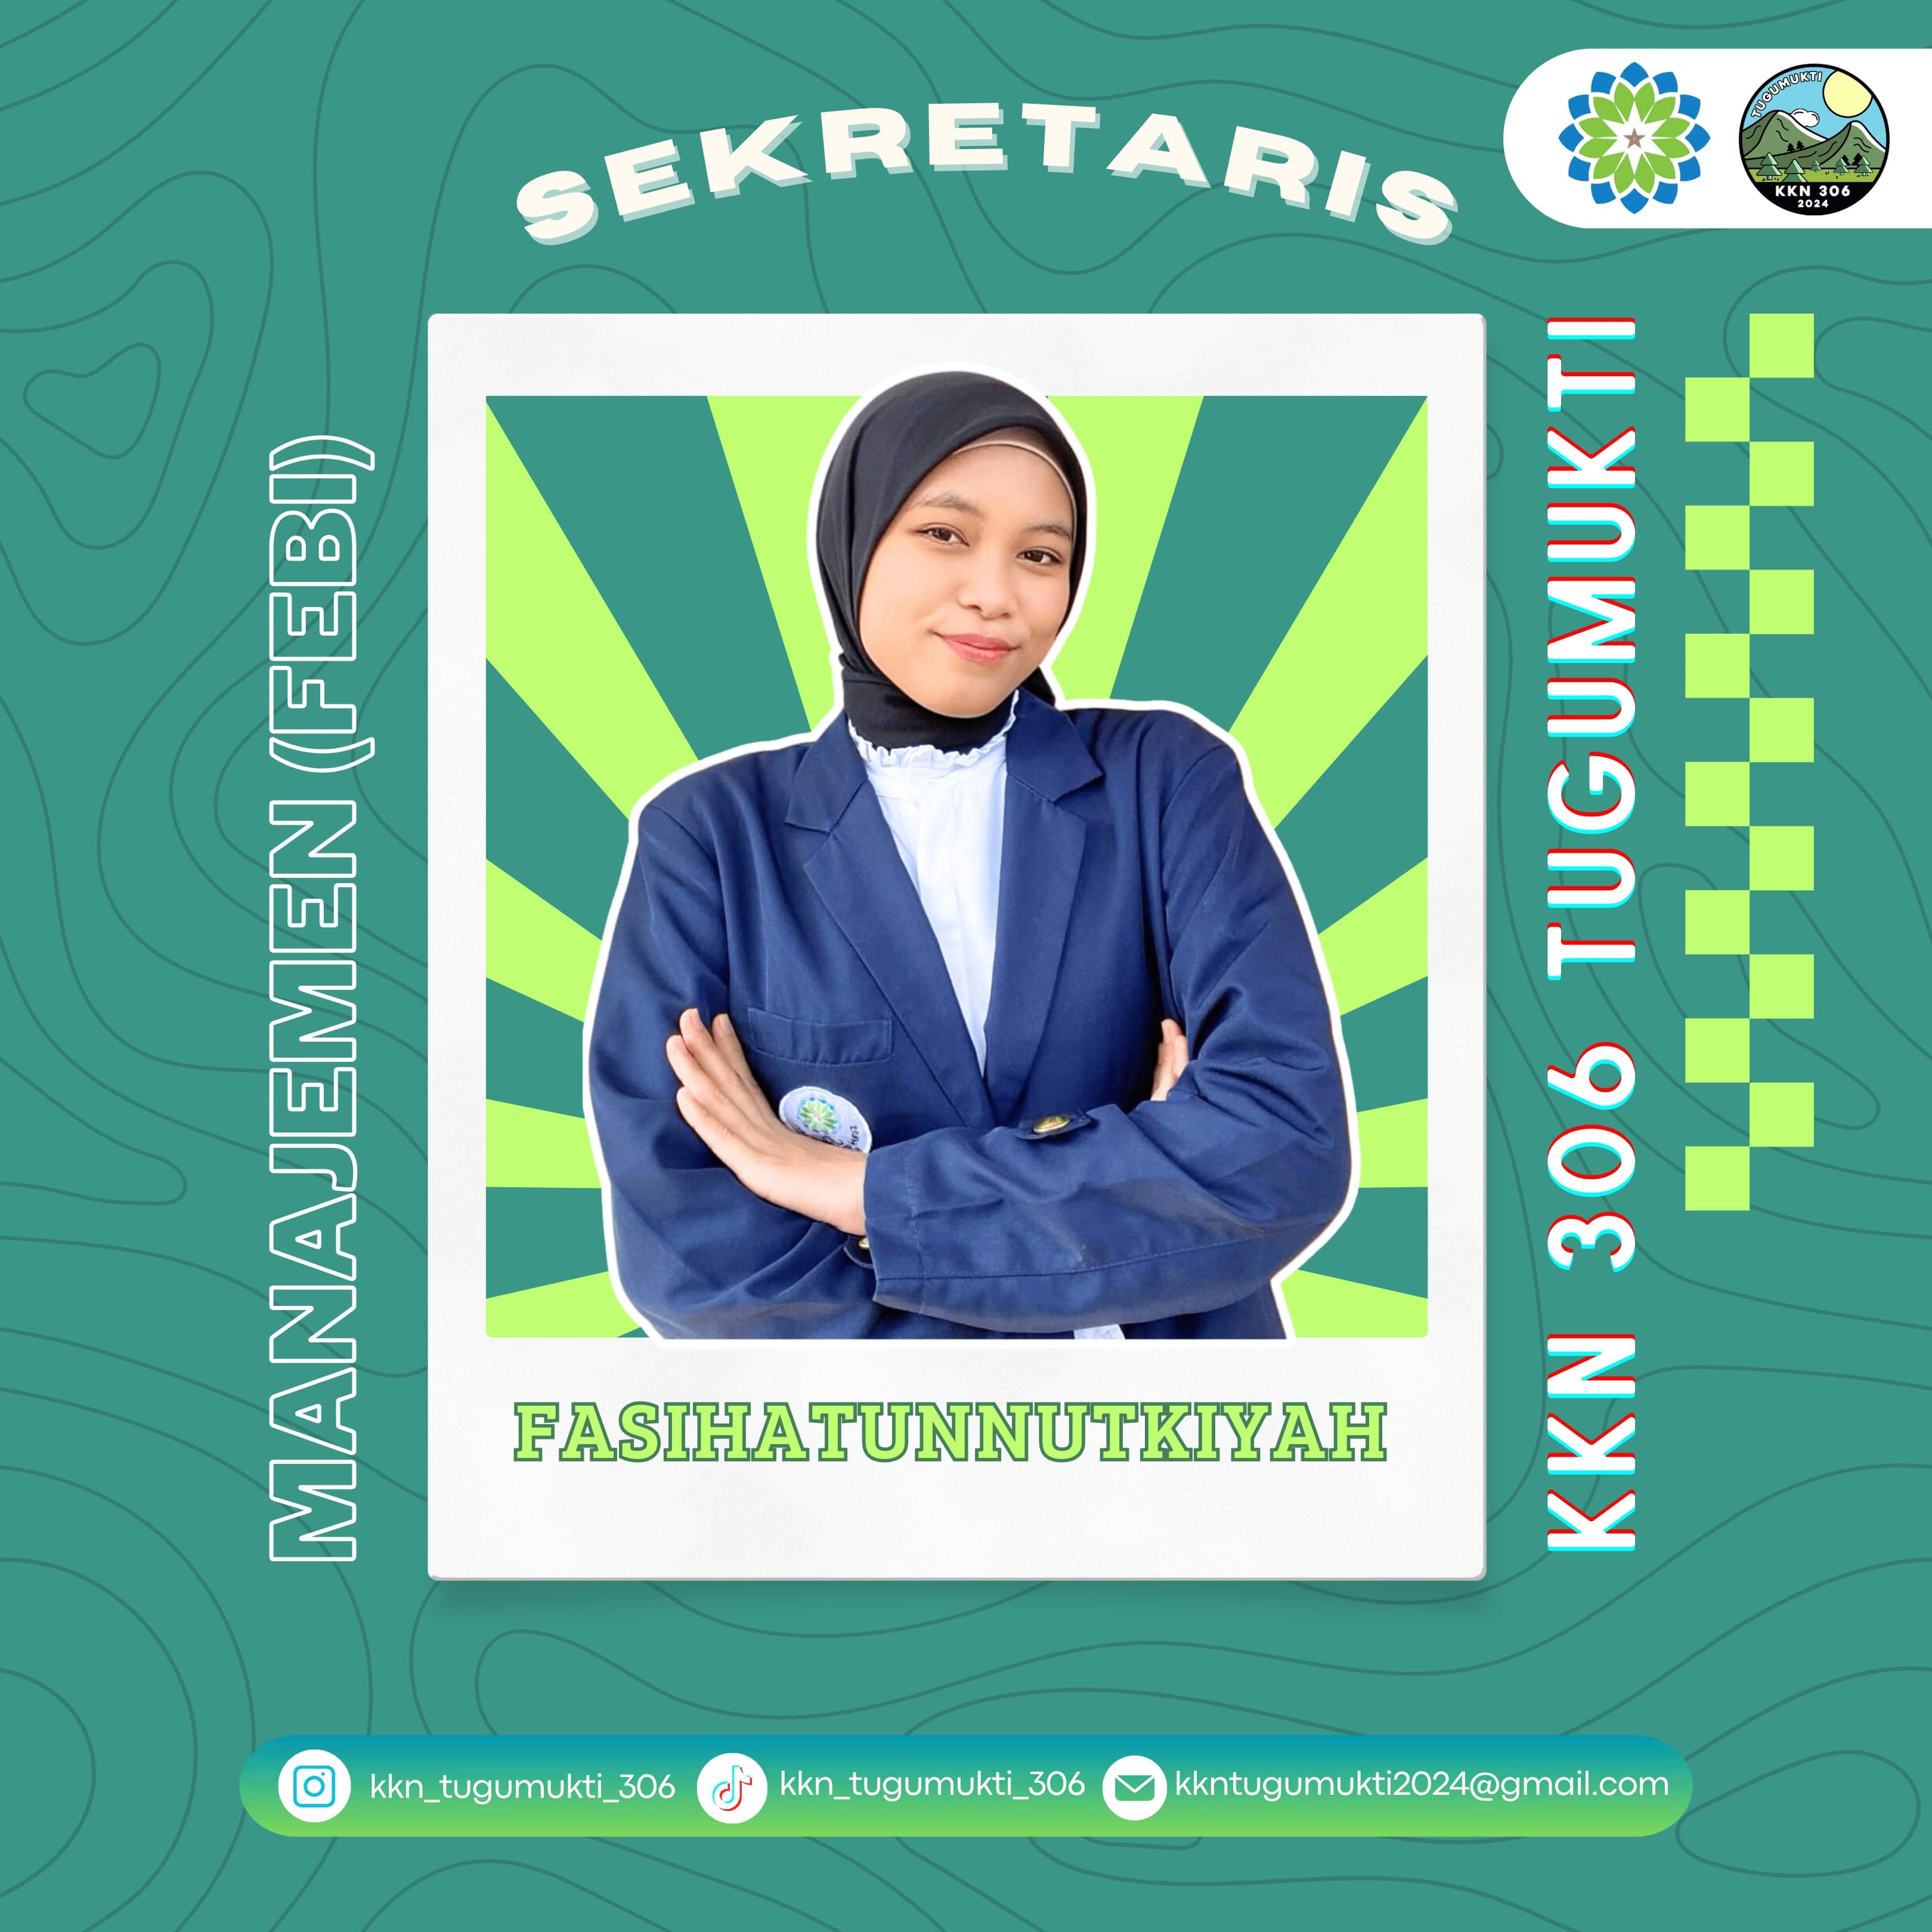 SEKRETARIS
TUGUMUKTI
KKN 306
2024
MANAJEMEN (FEBI)
KKN 306 TUGUMUKTI
FASIHATUNNUTKIYAH
kkn_tugumukti_306
kkn_tugumukti_306
kkntugumukti2024@gmail.com